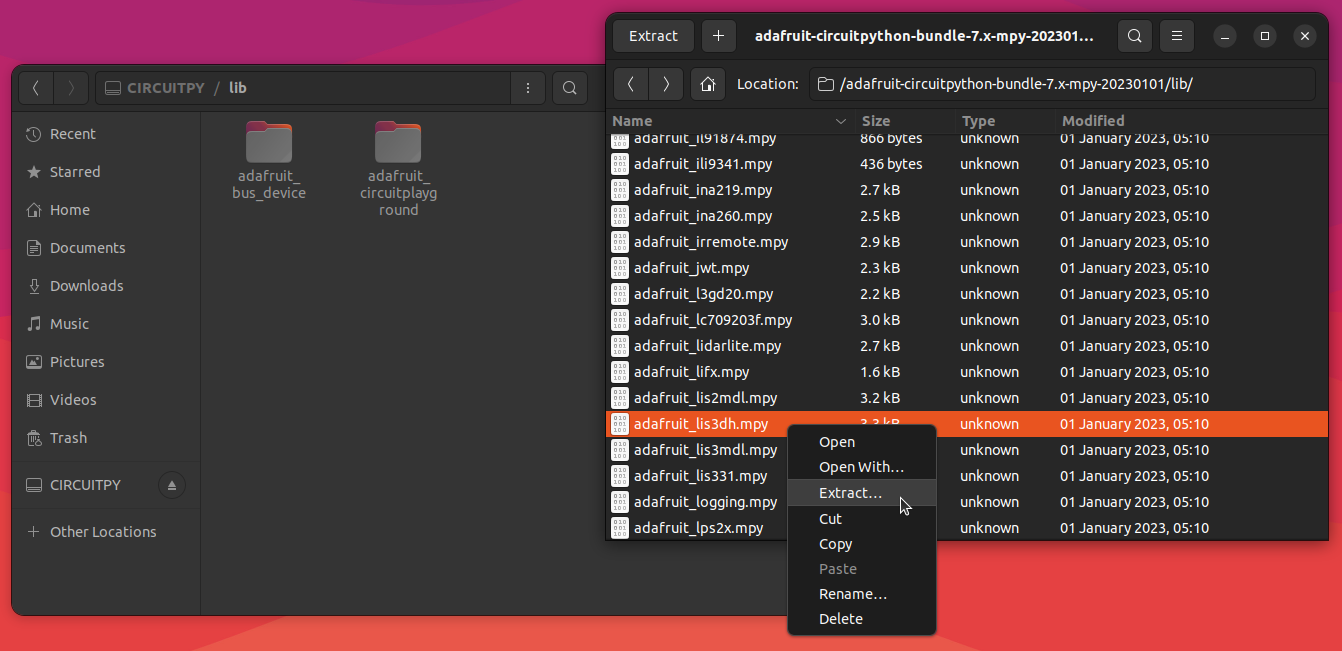 CIRCUITPY / lib
Recent
Starred
Home
Documents
Downloads
Music
Pictures
Videos
Trash
CIRCUITPY
Other Locations
adafruit_
bus_device
adafruit_
circuitplayg
round
Extract
adafruit-circuitpython-bundle-7.x-mpy-202301...
Location: /adafruit-circuitpython-bundle-7.x-mpy-20230101/lib/
Name Size Type Modified
adafruit_il91874.mpy 866 bytes unknown 01 January 2023, 05:10
adafruit_ili9341.mpy 436 bytes unknown 01 January 2023, 05:10
adafruit_ina219.mpy 2.7 kB unknown 01 January 2023, 05:10
adafruit_ina260.mpy 2.5 kB unknown 01 January 2023, 05:10
adafruit_irremote.mpy 2.9 kB unknown 01 January 2023, 05:10
adafruit_jwt.mpy 2.3 kB unknown 01 January 2023, 05:10
adafruit_l3gd20.mpy 2.2 kB unknown 01 January 2023, 05:10
adafruit_lc709203f.mpy 3.0 kB unknown 01 January 2023, 05:10
adafruit_lidarlite.mpy 2.7 kB unknown 01 January 2023, 05:10
adafruit_lifx.mpy 1.6 kB unknown 01 January 2023, 05:10
adafruit_lis2mdl.mpy 3.2 kB unknown 01 January 2023, 05:10
adafruit_lis3dh.mpy 3.3 kB unknown 01 January 2023, 05:10
adafruit_lis3mdl.mpy unknown 01 January 2023, 05:10
adafruit_lis331.mpy unknown 01 January 2023, 05:10
adafruit_logging.mpy unknown 01 January 2023, 05:10
adafruit_lps2x.mpy unknown 01 January 2023, 05:10
Open
Open With...
Extract...
Cut
Copy
Paste
Rename...
Delete